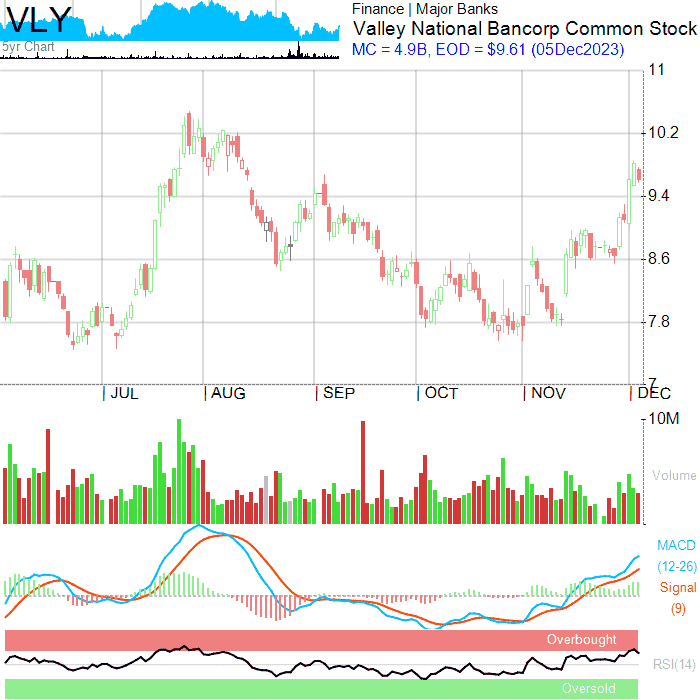 VLY
5yr Chart
Finance | Major Banks
Valley National Bancorp Common Stock
MC = 4.9B, EOD = $9.61 (05Dec2023)
11
10.2
9.4
8.6
7.8
7
JUL AUG SEP OCT NOV DEC
10M
Volume
MACD
(12-26)
Signal
(9)
Overbought
RSI(14)
Oversold